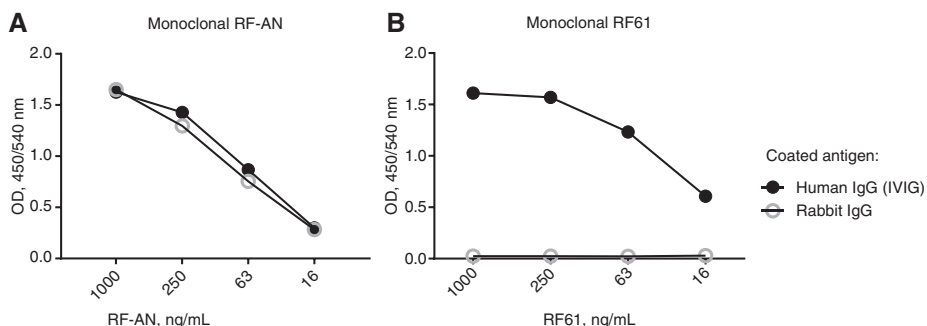 A
Monoclonal RF-AN
OD, 450/540 nm
2.0
1.5
1.0
0.5
0.0
1000
250
63
16
RF-AN, ng/mL
B
Monoclonal RF61
OD, 450/540 nm
2.0
1.5
1.0
0.5
0.0
1000
250
63
16
RF61, ng/mL
Coated antigen:
Human IgG (IVIG)
Rabbit IgG